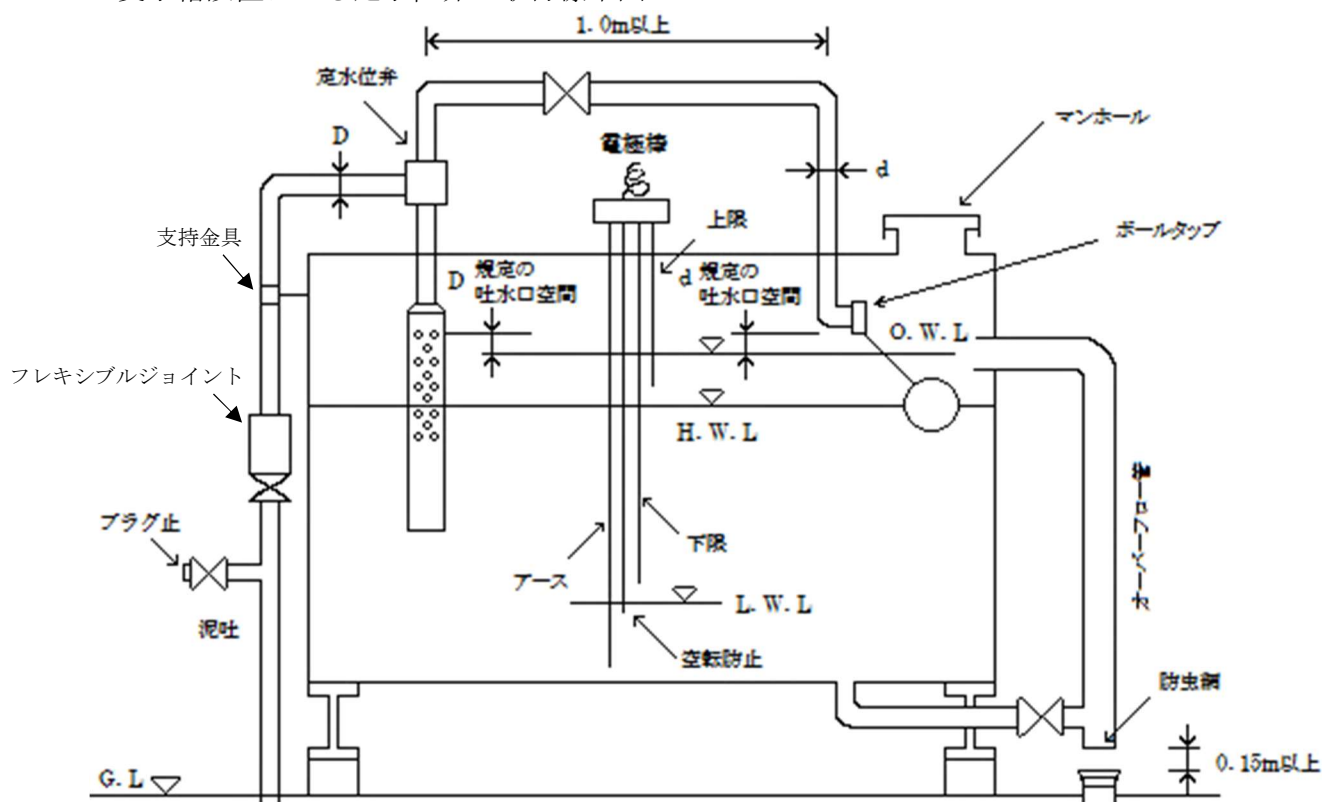 1. 0m以上
定水位弁
マンホール
D
電極棒
d
支持金具
上限
ボールタップ
D 規定の
吐水口空間
d 規定の
吐水口空間
O. W. L
フレキシブルジョイント
H. W. L
プラグ止
下限
アース
オーバーフロー管
L. W. L
泥吐
空転防止
防虫網
G. L
0. 15m以上